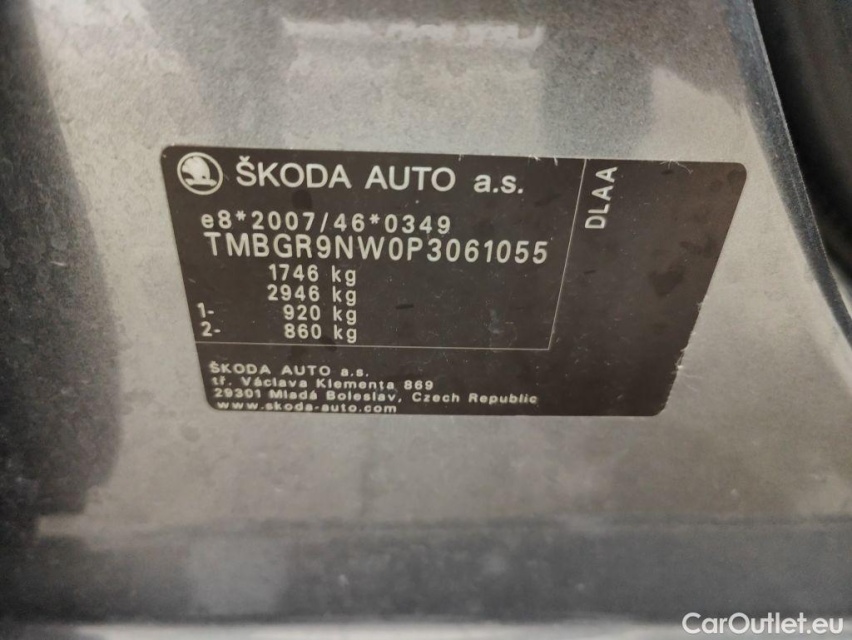 ŠKODA AUTO a.s.
DLAA
e8*2007/46*0349
TMBGR9NW0P3061055
1746 kg
2946 kg
1- 920 kg
2- 860 kg
ŠKODA AUTO a.s.
tř. Václava Klementa 869
29301 Mladá Boleslav, Czech Republic
www.skoda-auto.com
CarOutlet.eu